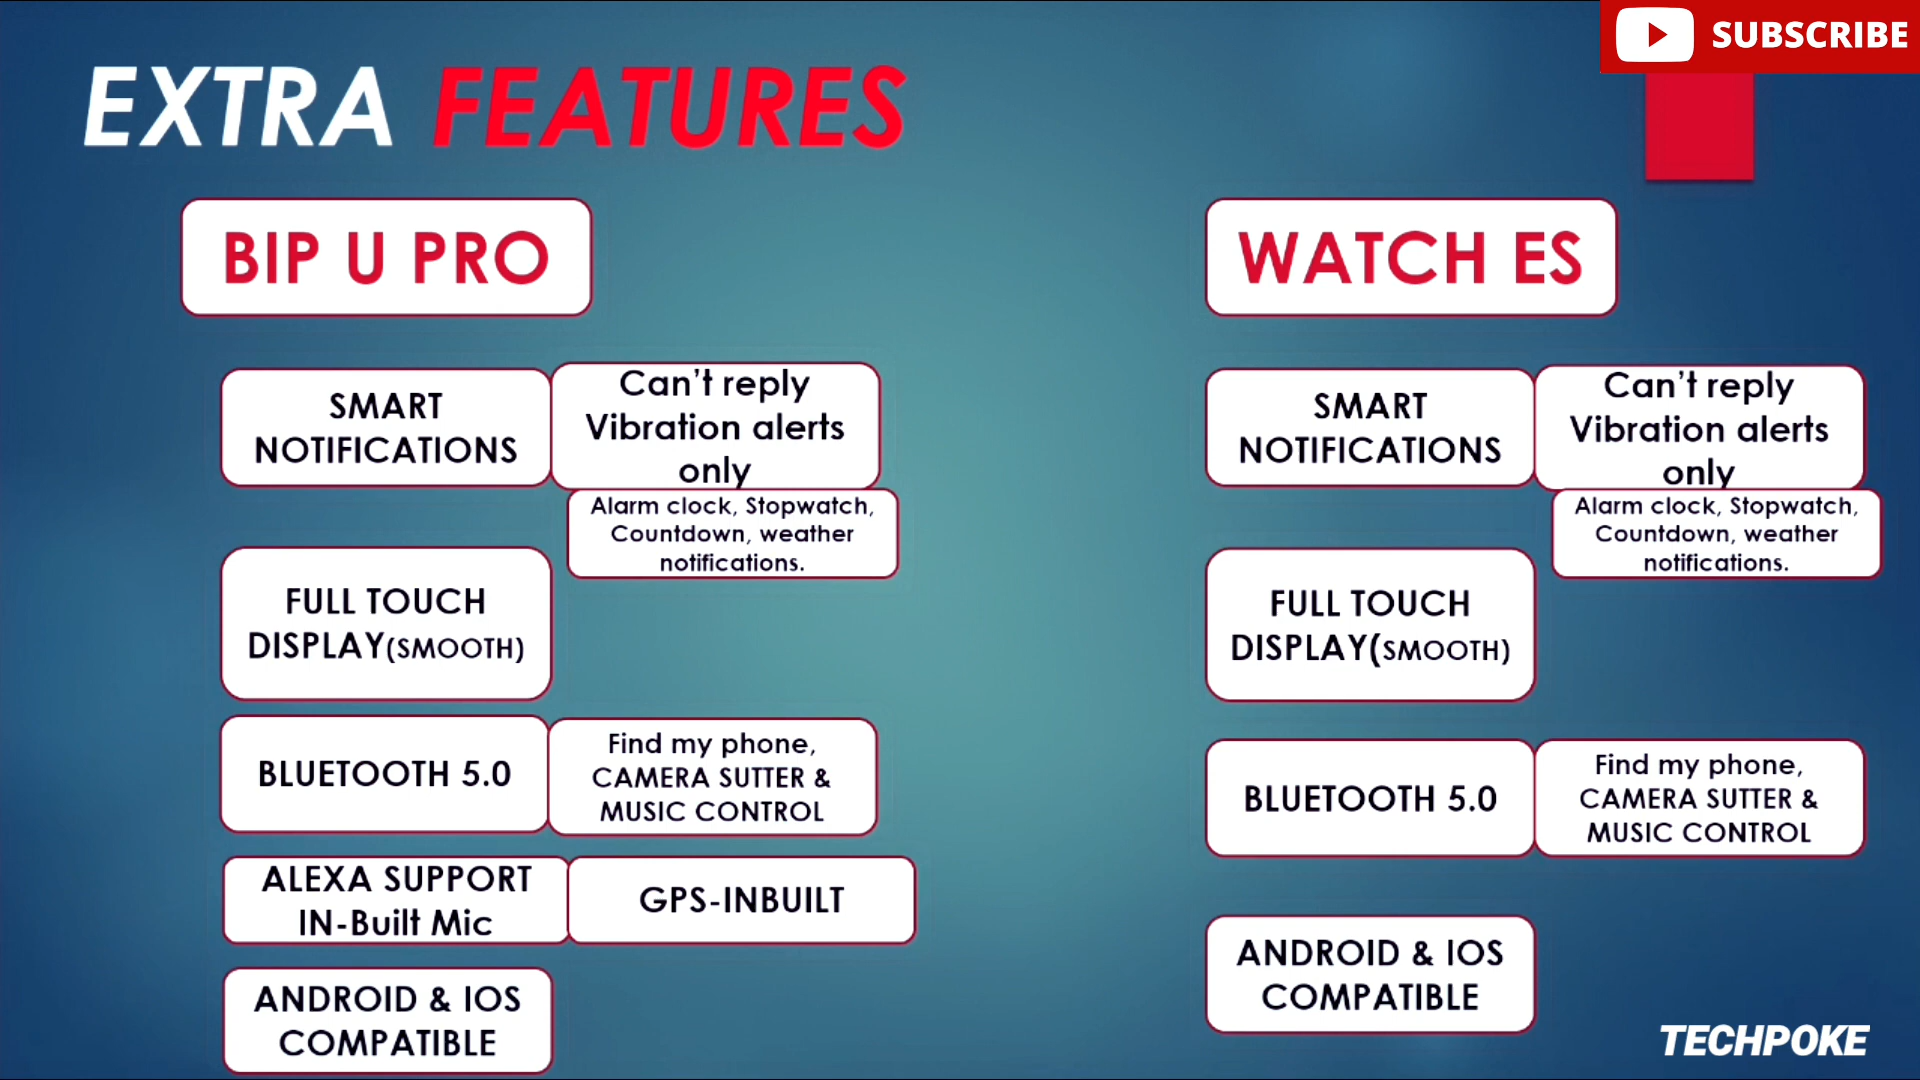 SUBSCRIBE
EXTRA FEATURES
BIP U PRO
SMART
NOTIFICATIONS
Can't reply
Vibration alerts
only
Alarm clock, Stopwatch,
Countdown, weather
notifications.
FULL TOUCH
DISPLAY(SMOOTH)
BLUETOOTH 5.0
Find my phone,
CAMERA SUTTER &
MUSIC CONTROL
ALEXA SUPPORT
IN-Built Mic
GPS-INBUILT
ANDROID & IOS
COMPATIBLE
WATCH ES
SMART
NOTIFICATIONS
Can't reply
Vibration alerts
only
Alarm clock, Stopwatch,
Countdown, weather
notifications.
FULL TOUCH
DISPLAY(SMOOTH)
BLUETOOTH 5.0
Find my phone,
CAMERA SUTTER &
MUSIC CONTROL
ANDROID & IOS
COMPATIBLE
TECHPOKE